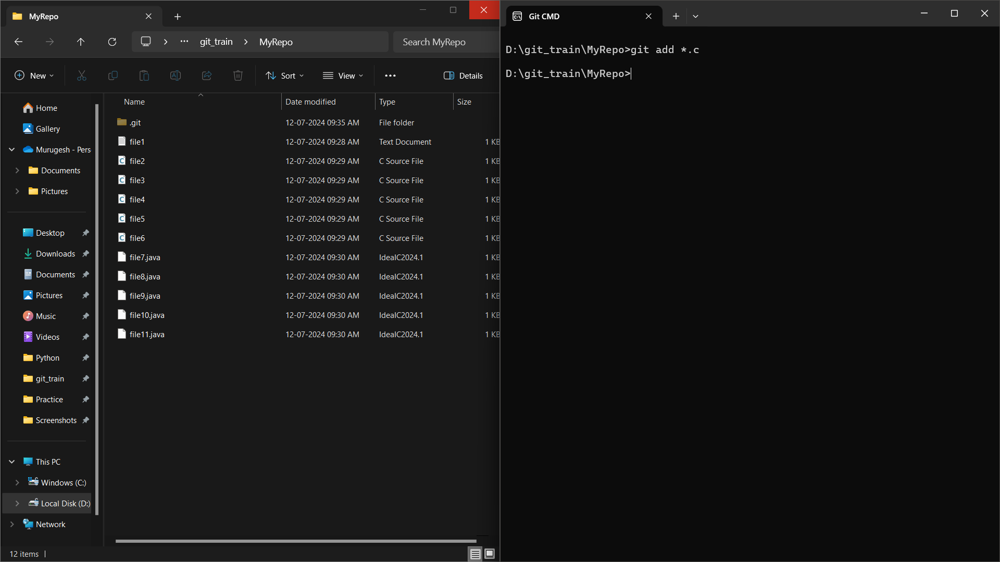 MyRepo
git_train > MyRepo
Search MyRepo
New
Sort
View
Details
Home
Gallery
Murugesh - Pers
Documents
Pictures
Desktop
Downloads
Documents
Pictures
Music
Videos
Python
git_train
Practice
Screenshots
This PC
Windows (C:)
Local Disk (D:)
Network
Name Date modified Type Size
.git 12-07-2024 09:35 AM File folder
file1 12-07-2024 09:28 AM Text Document 1 KB
file2 12-07-2024 09:29 AM C Source File 1 KB
file3 12-07-2024 09:29 AM C Source File 1 KB
file4 12-07-2024 09:29 AM C Source File 1 KB
file5 12-07-2024 09:29 AM C Source File 1 KB
file6 12-07-2024 09:29 AM C Source File 1 KB
file7.java 12-07-2024 09:30 AM IdeaIC2024.1 1 KB
file8.java 12-07-2024 09:30 AM IdeaIC2024.1 1 KB
file9.java 12-07-2024 09:30 AM IdeaIC2024.1 1 KB
file10.java 12-07-2024 09:30 AM IdeaIC2024.1 1 KB
file11.java 12-07-2024 09:30 AM IdeaIC2024.1 1 KB
12 items
Git CMD
D:\git_train\MyRepo>git add *.c
D:\git_train\MyRepo>